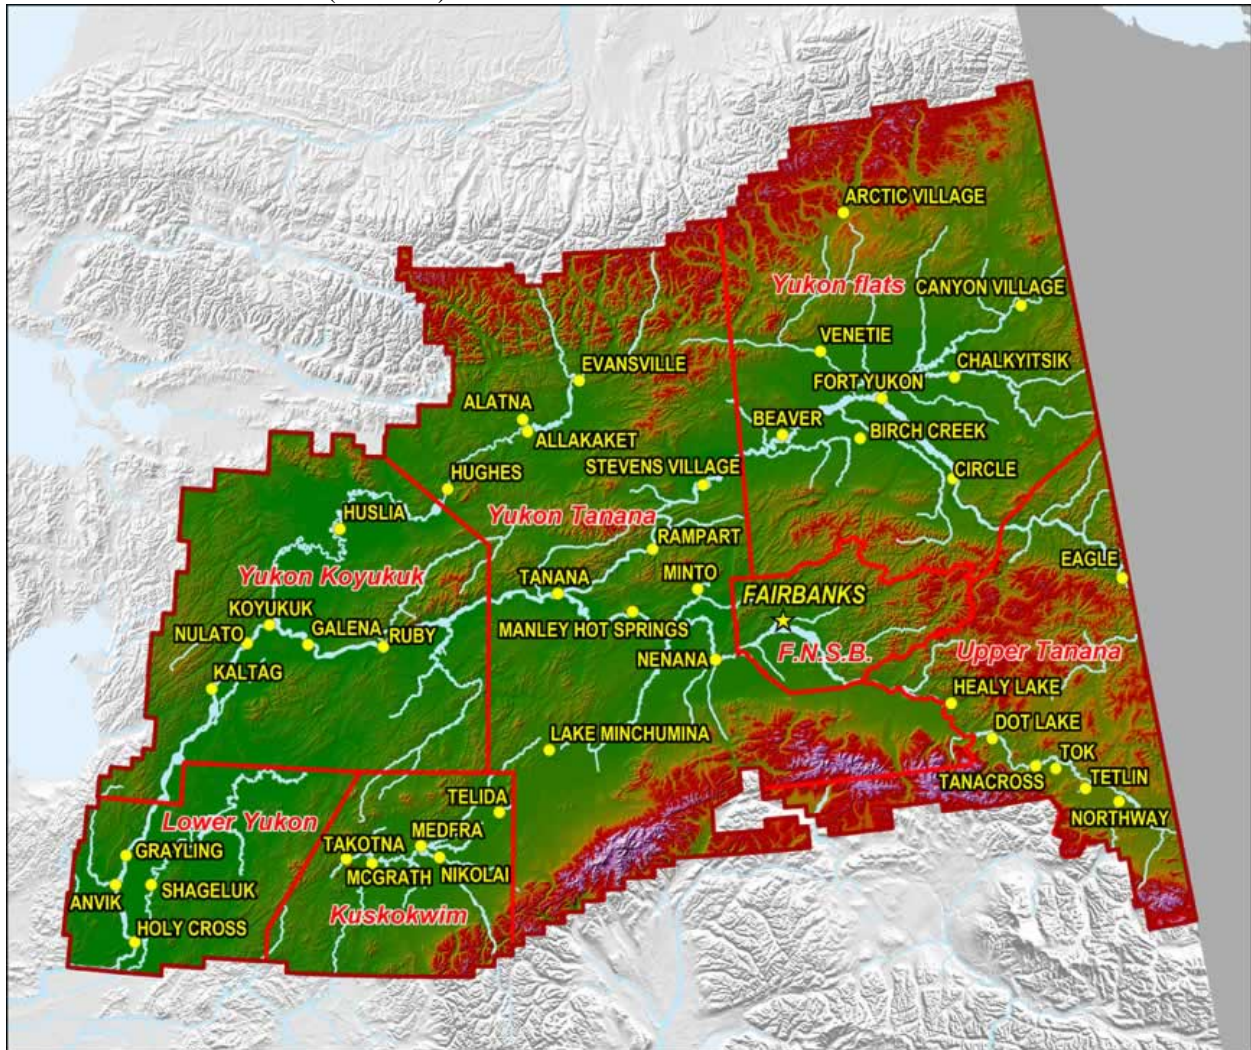 ARCTIC VILLAGE
Yukon flats
CANYON VILLAGE
VENETIE
EVANSVILLE
CHALKYITSIK
FORT YUKON
ALATNA
BEAVER
ALLAKAKET
BIRCH CREEK
STEVENS VILLAGE
CIRCLE
HUGHES
HUSLIA
Yukon Tanana
RAMPART
EAGLE
Yukon Koyukuk
TANANA
MINTO
FAIRBANKS
KOYUKUK
GALENA
RUBY
MANLEY HOT SPRINGS
NULATO
NENANA
F.N.S.B.
Upper Tanana
KALTAG
HEALY LAKE
DOT LAKE
LAKE MINCHUMINA
TOK
TANACROSS
TETLIN
TELIDA
NORTHWAY
Lower Yukon
MEDFRA
TAKOTNA
GRAYLING
MCGRATH
NIKOLAI
SHAGELUK
ANVIK
Kuskokwim
HOLY CROSS